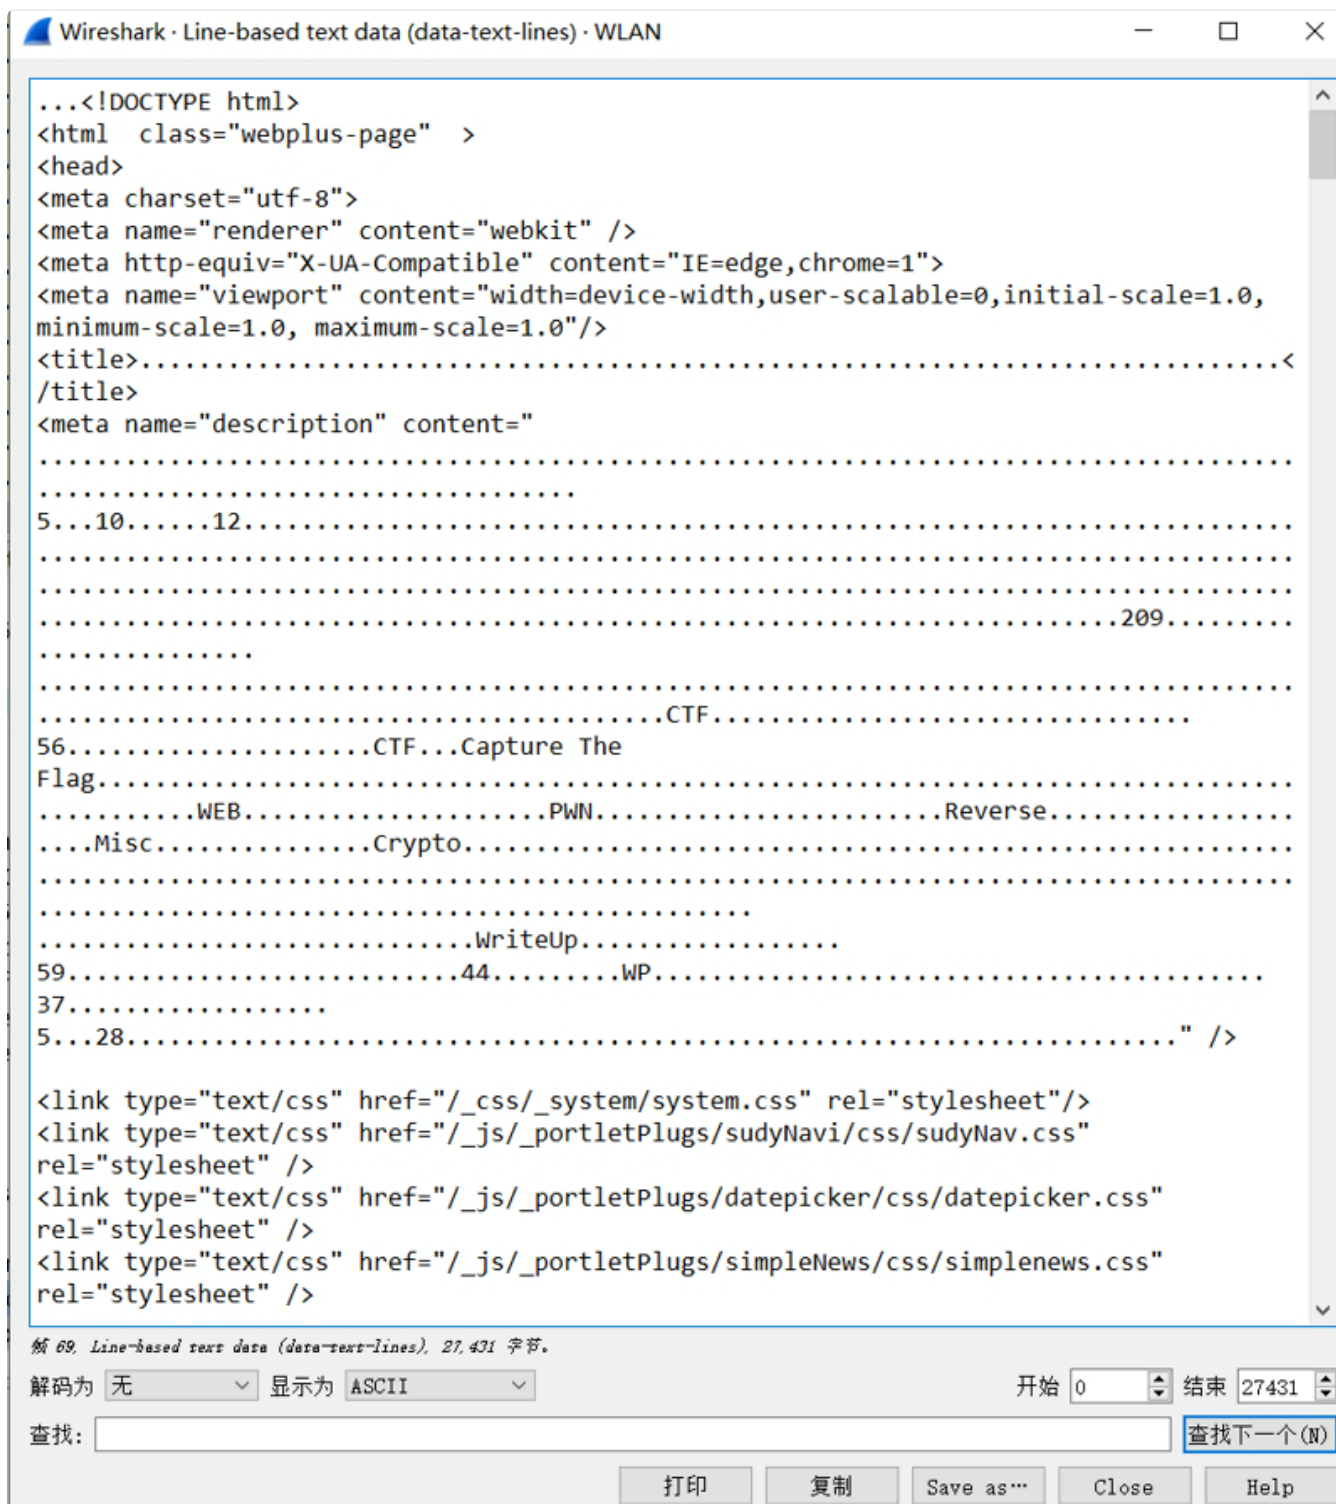 Wireshark · Line-based text data (data-text-lines) · WLAN
...<!DOCTYPE html>
<html  class="webplus-page"  >
<head>
<meta charset="utf-8">
<meta name="renderer" content="webkit" />
<meta http-equiv="X-UA-Compatible" content="IE=edge,chrome=1">
<meta name="viewport" content="width=device-width,user-scalable=0,initial-scale=1.0,
minimum-scale=1.0, maximum-scale=1.0"/>
<title>..............................................................................<
/title>
<meta name="description" content="
......................................................................................
.....................................
5...10......12........................................................................
......................................................................................
......................................................................................
..........................................................................209.........
...............
......................................................................................
...........................................CTF.................................
56.....................CTF...Capture The
Flag..................................................................................
...........WEB.....................PWN........................Reverse.................
....Misc...............Crypto.........................................................
......................................................................................
.................................................
..............................WriteUp..................
59...........................44.........WP..........................................
37..................
5...28........................................................................" />
<link type="text/css" href="/_css/_system/system.css" rel="stylesheet"/>
<link type="text/css" href="/_js/_portletPlugs/sudyNavi/css/sudyNav.css"
rel="stylesheet" />
<link type="text/css" href="/_js/_portletPlugs/datepicker/css/datepicker.css"
rel="stylesheet" />
<link type="text/css" href="/_js/_portletPlugs/simpleNews/css/simplenews.css"
rel="stylesheet" />
帧 69, Line-based text data (data-text-lines), 27,431 字节。
解码为 无 显示为 ASCII 开始 0 结束 27431
查找: 查找下一个(N)
打印 复制 Save as… Close Help